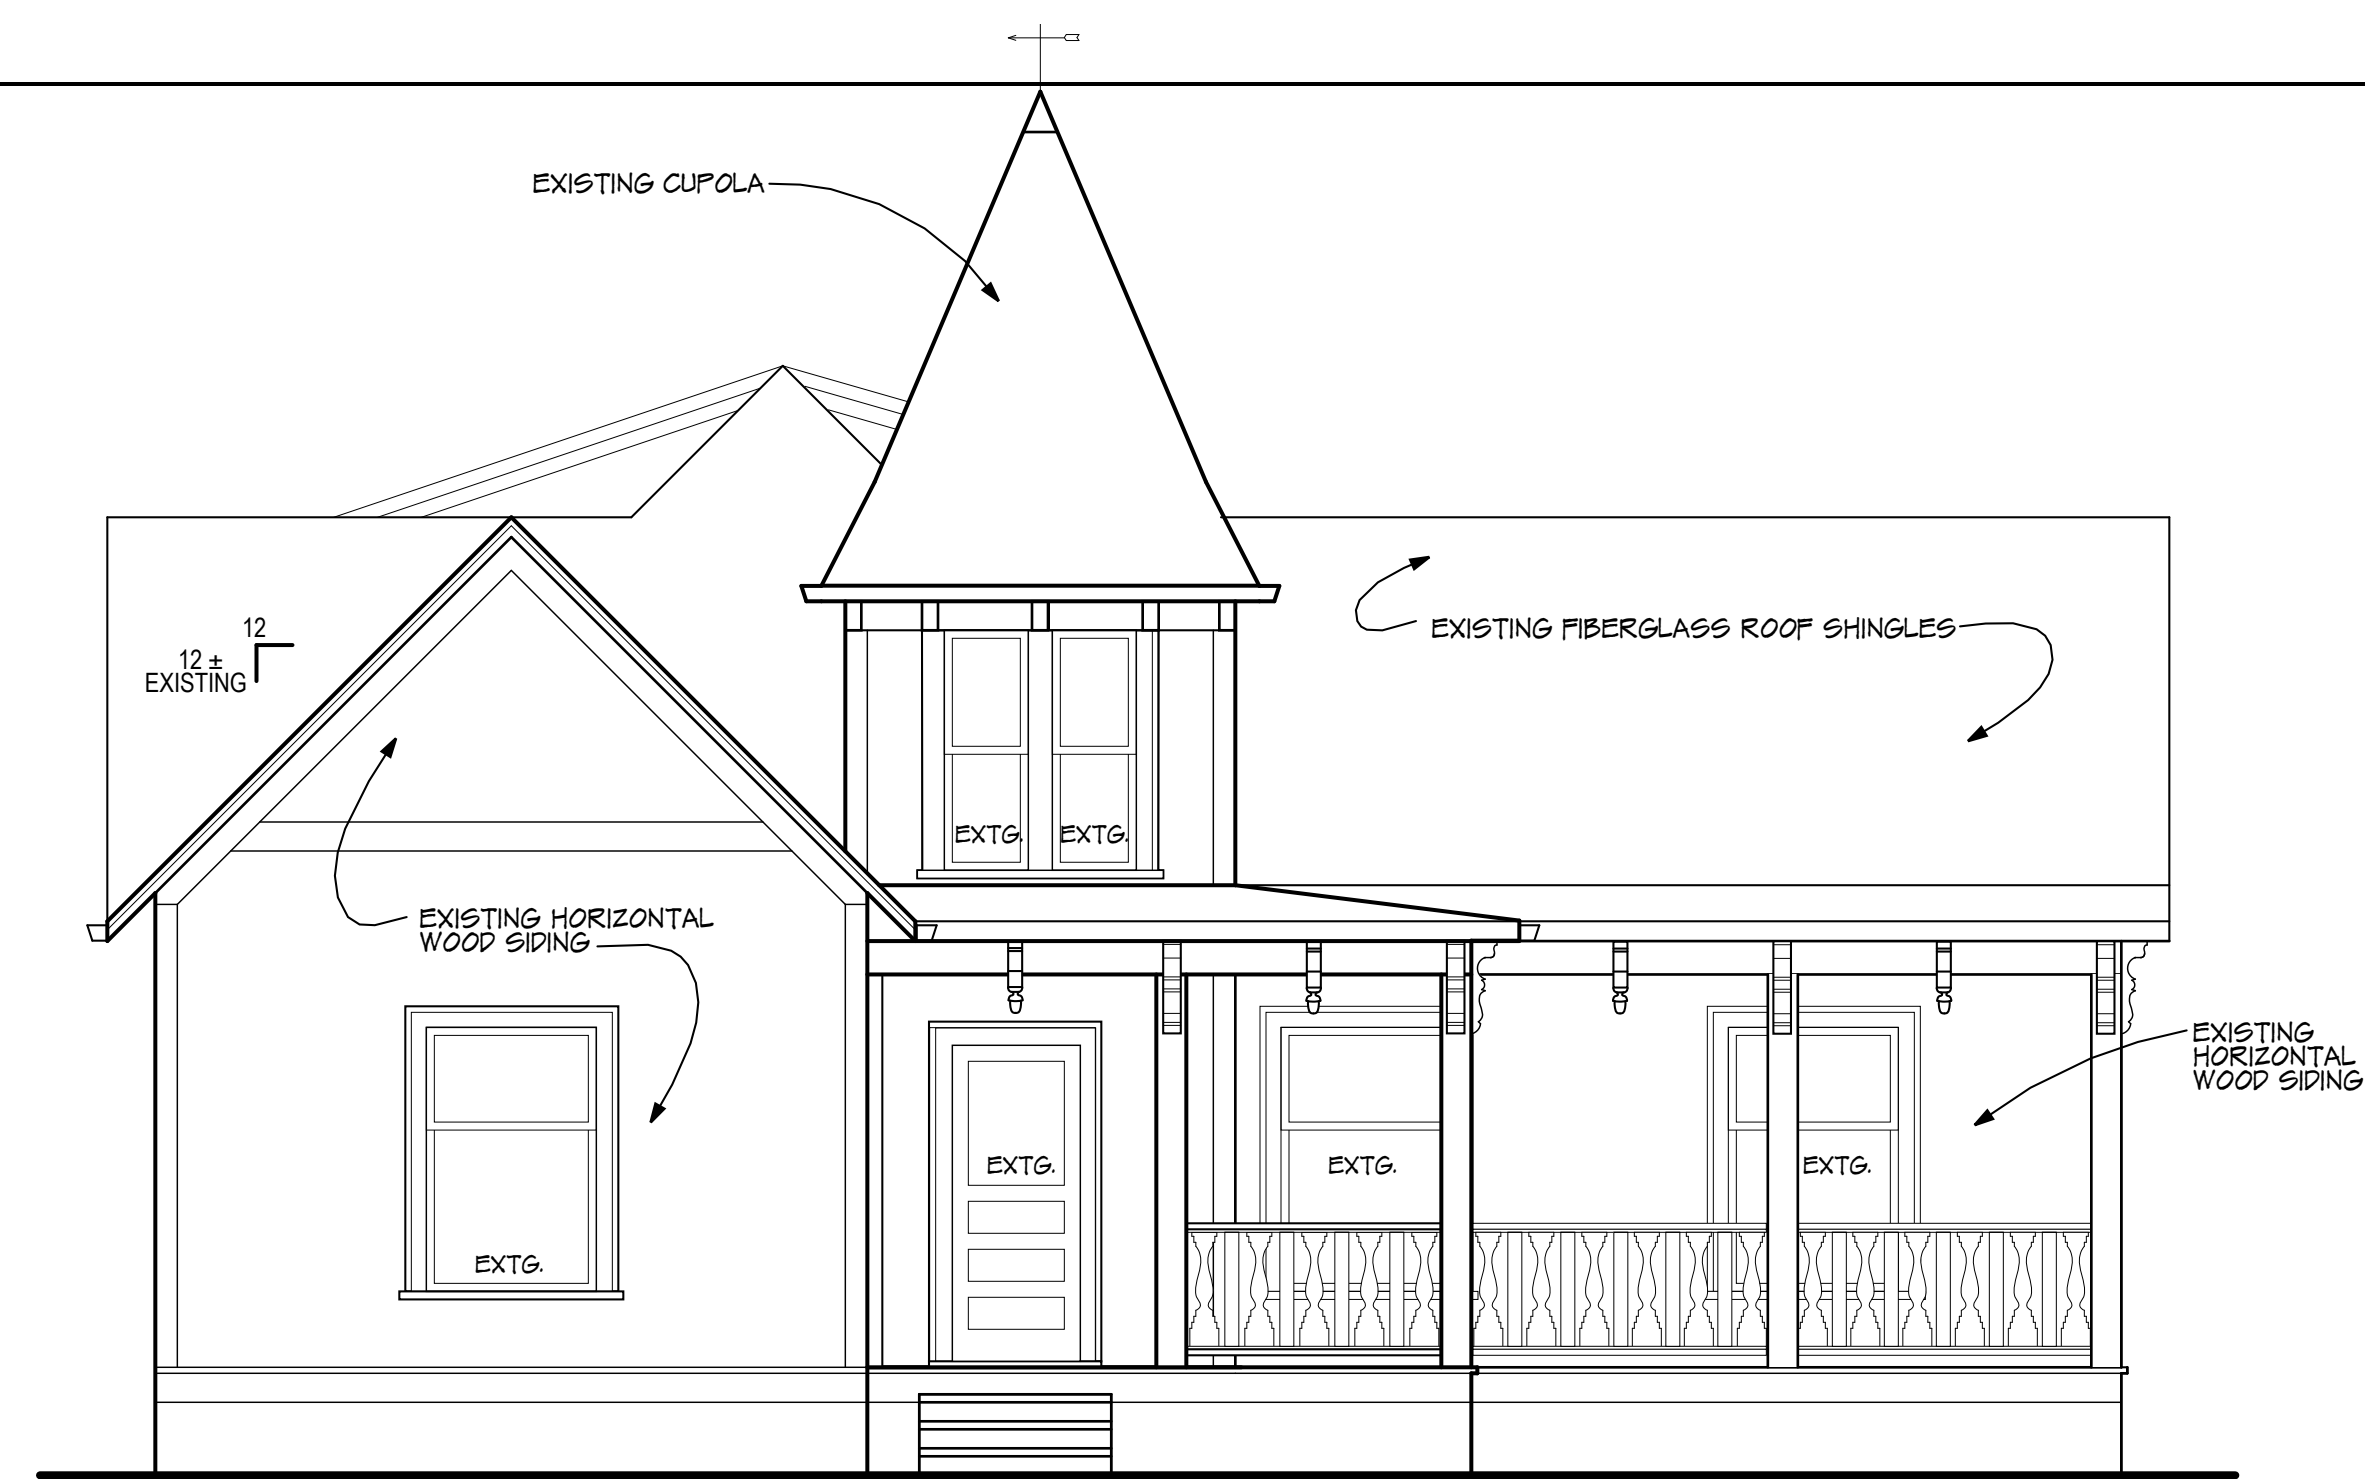 EXISTING CUPOLA
12
12 ±
EXISTING
EXISTING FIBERGLASS ROOF SHINGLES
EXTG.
EXTG.
EXISTING HORIZONTAL
WOOD SIDING
EXISTING
HORIZONTAL
WOOD SIDING
EXTG.
EXTG.
EXTG.
EXTG.